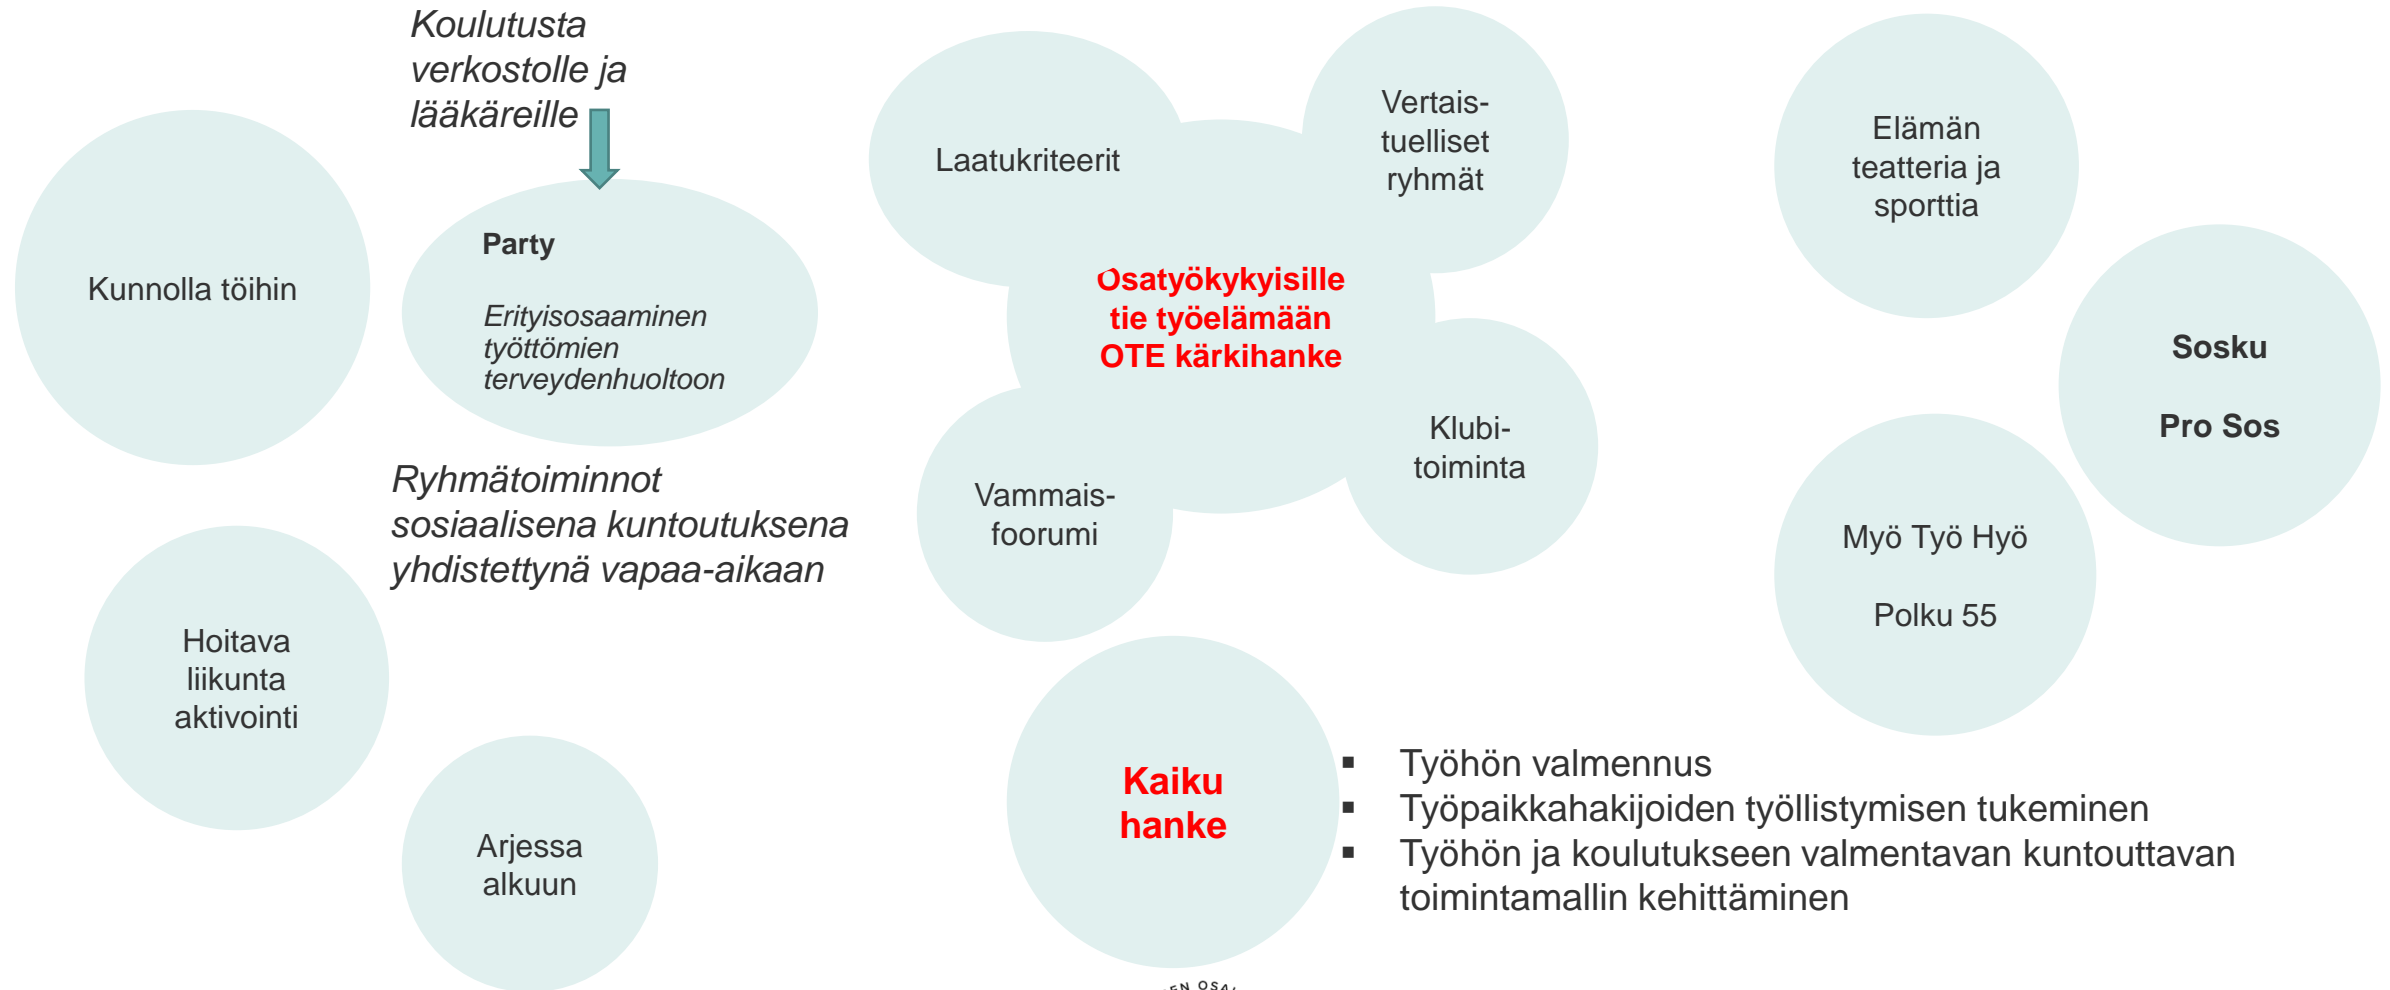 Koulutusta
verkostolle ja
lääkäreille
Kunnolla töihin
Party
Erityisosaaminen
työttömien
terveydenhuoltoon
Ryhmätoiminnot
sosiaalisena kuntoutuksena
yhdistettynä vapaa-aikaan
Hoitava
liikunta
aktivointi
Arjessa
alkuun
Laatukriteerit
Vertais-
tuelliset
ryhmät
Osatyökykyisille
tie työelämään
OTE kärkihanke
Vammais-
foorumi
Klubi-
toiminta
Elämän
teatteria ja
sporttia
Sosku
Pro Sos
Myö Työ Hyö
Polku 55
Kaiku
hanke
▪ Työhön valmennus
▪ Työpaikkahakijoiden työllistymisen tukeminen
▪ Työhön ja koulutukseen valmentavan kuntouttavan
toimintamallin kehittäminen